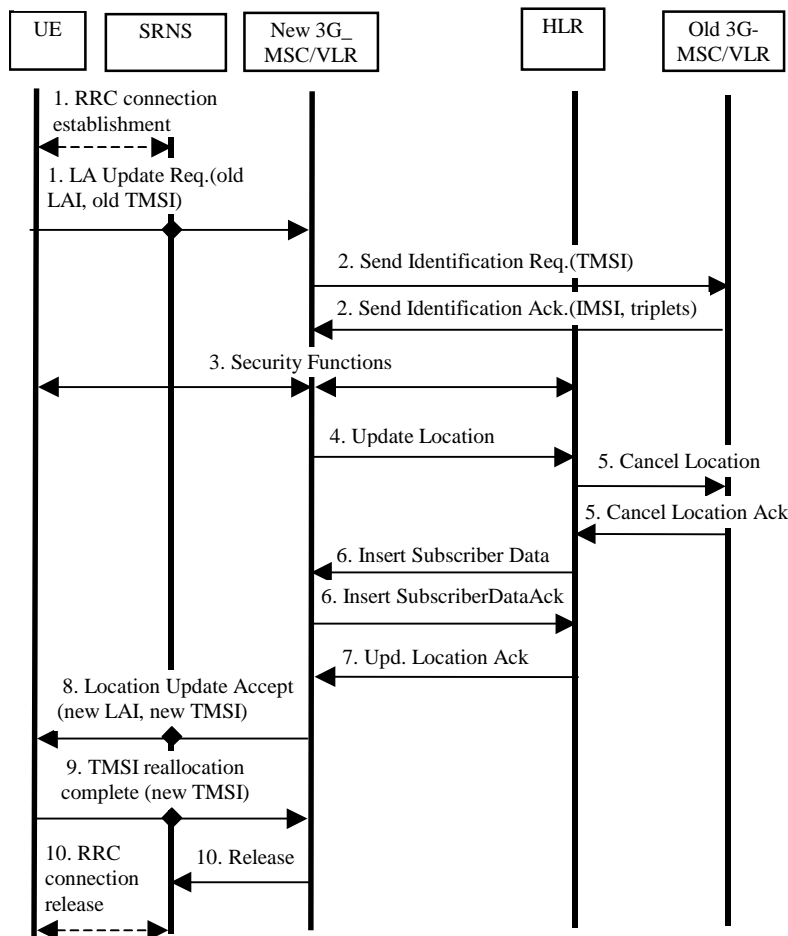 UE
SRNS
New 3G_
MSC/VLR
HLR
Old 3G-
MSC/VLR
1. RRC connection
establishment
1. LA Update Req.(old
LAI, old TMSI)
2. Send Identification Req.(TMSI)
2. Send Identification Ack.(IMSI, triplets)
3. Security Functions
4. Update Location
5. Cancel Location
5. Cancel Location Ack
6. Insert Subscriber Data
6. Insert SubscriberDataAck
7. Upd. Location Ack
8. Location Update Accept
(new LAI, new TMSI)
9. TMSI reallocation
complete (new TMSI)
10. RRC
connection
release
10. Release